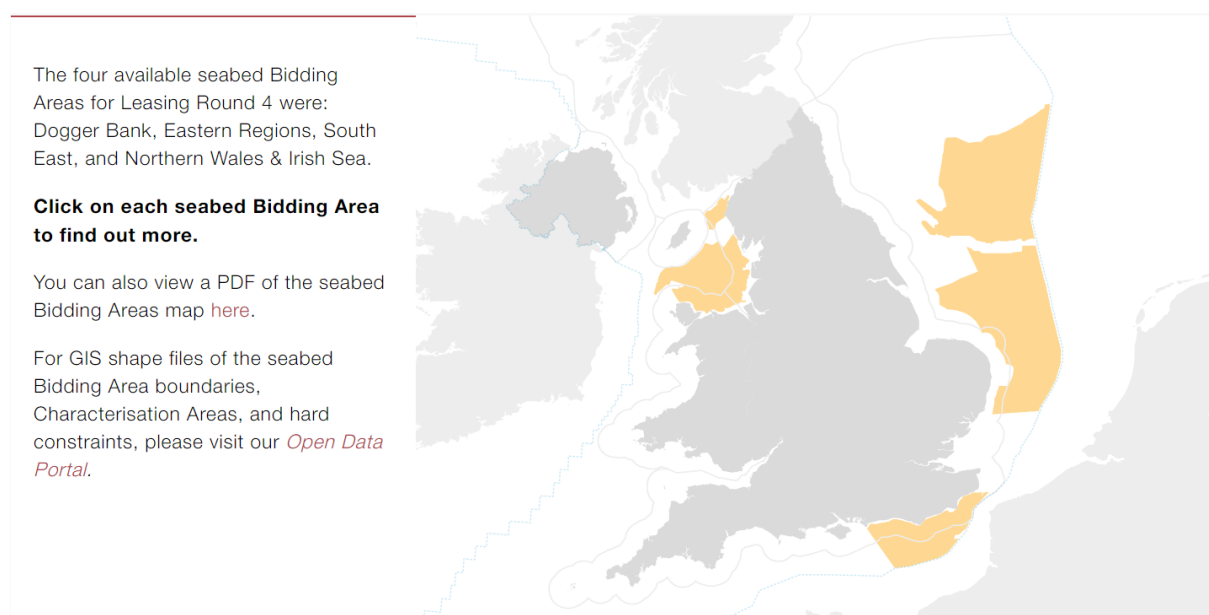 The four available seabed Bidding
Areas for Leasing Round 4 were:
Dogger Bank, Eastern Regions, South
East, and Northern Wales & Irish Sea.
Click on each seabed Bidding Area
to find out more.
You can also view a PDF of the seabed
Bidding Areas map here.
For GIS shape files of the seabed
Bidding Area boundaries,
Characterisation Areas, and hard
constraints, please visit our Open Data
Portal.